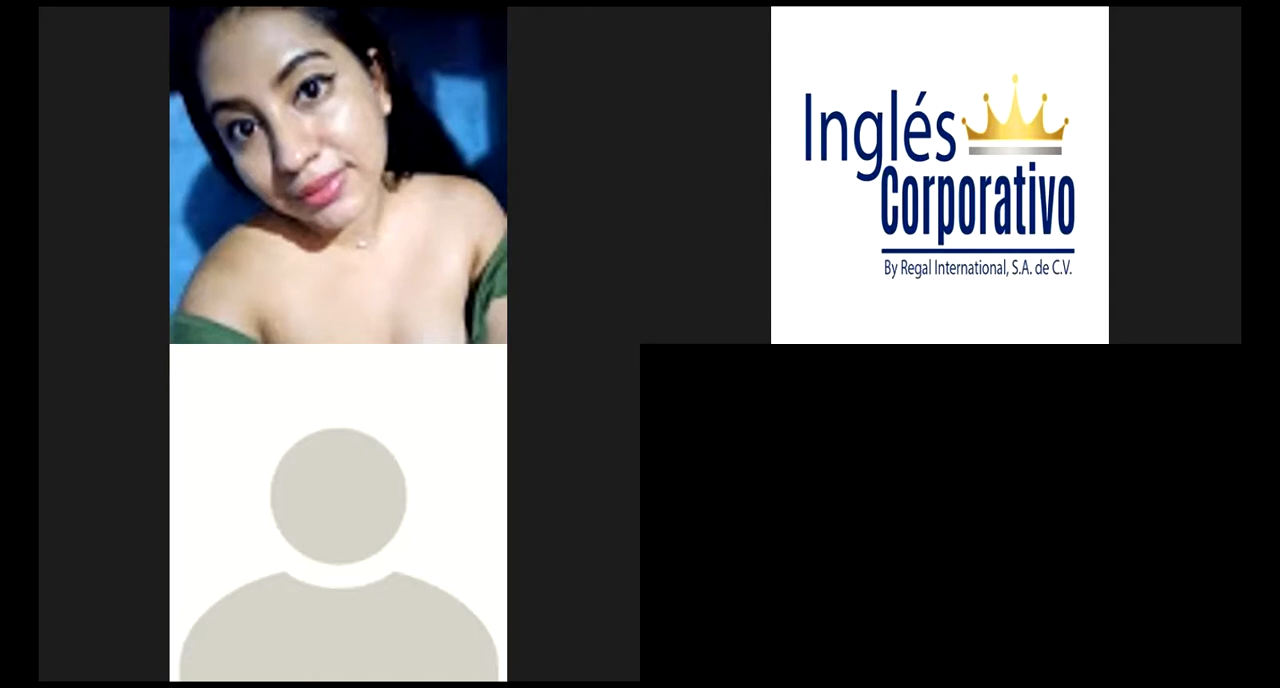 Inglés
Corporativo
By Regal International, S.A. de C.V.